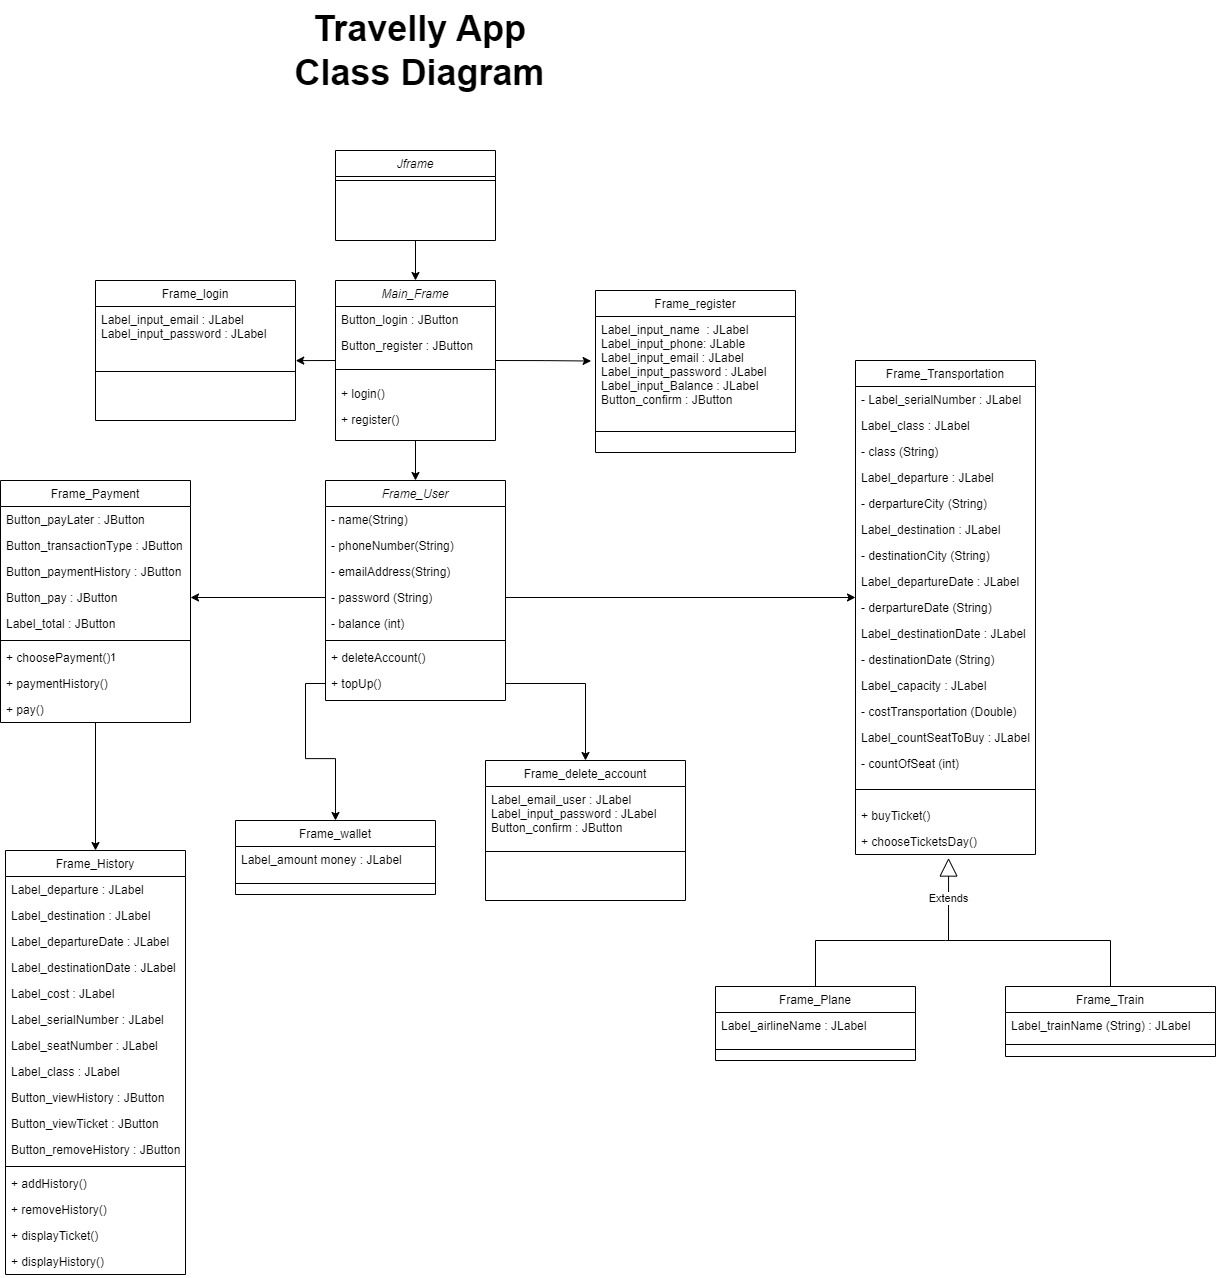 Travelly App
Class Diagram
Jframe
Frame_login
Label_input_email : JLabel
Label_input_password : JLabel
Main_Frame
Button_login : JButton
Button_register : JButton
+ login()
+ register()
Frame_register
Label_input_name  : JLabel
Label_input_phone: JLable
Label_input_email : JLabel
Label_input_password : JLabel
Label_input_Balance : JLabel
Button_confirm : JButton
Frame_Transportation
- Label_serialNumber : JLabel
Label_class : JLabel
- class (String)
Label_departure : JLabel
- derpartureCity (String)
Label_destination : JLabel
- destinationCity (String)
Label_departureDate : JLabel
- derpartureDate (String)
Label_destinationDate : JLabel
- destinationDate (String)
Label_capacity : JLabel
- costTransportation (Double)
Label_countSeatToBuy : JLabel
- countOfSeat (int)
+ buyTicket()
+ chooseTicketsDay()
Frame_Payment
Button_payLater : JButton
Button_transactionType : JButton
Button_paymentHistory : JButton
Button_pay : JButton
Label_total : JButton
+ choosePayment()1
+ paymentHistory()
+ pay()
Frame_User
- name(String)
- phoneNumber(String)
- emailAddress(String)
- password (String)
- balance (int)
+ deleteAccount()
+ topUp()
Frame_delete_account
Label_email_user : JLabel
Label_input_password : JLabel
Button_confirm : JButton
Frame_wallet
Label_amount money : JLabel
Frame_History
Label_departure : JLabel
Label_destination : JLabel
Label_departureDate : JLabel
Label_destinationDate : JLabel
Label_cost : JLabel
Label_serialNumber : JLabel
Label_seatNumber : JLabel
Label_class : JLabel
Button_viewHistory : JButton
Button_viewTicket : JButton
Button_removeHistory : JButton
+ addHistory()
+ removeHistory()
+ displayTicket()
+ displayHistory()
Extends
Frame_Plane
Label_airlineName : JLabel
Frame_Train
Label_trainName (String) : JLabel